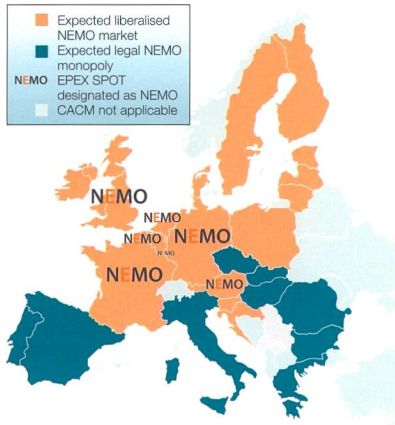 Expected liberalised
NEMO market
Expected legal NEMO
monopoly
NEMO EPEX SPOT
designated as NEMO
CACM not applicable
NEMO
NEMO
NEMO
NEMO
NEMO
NEMO
NEMO